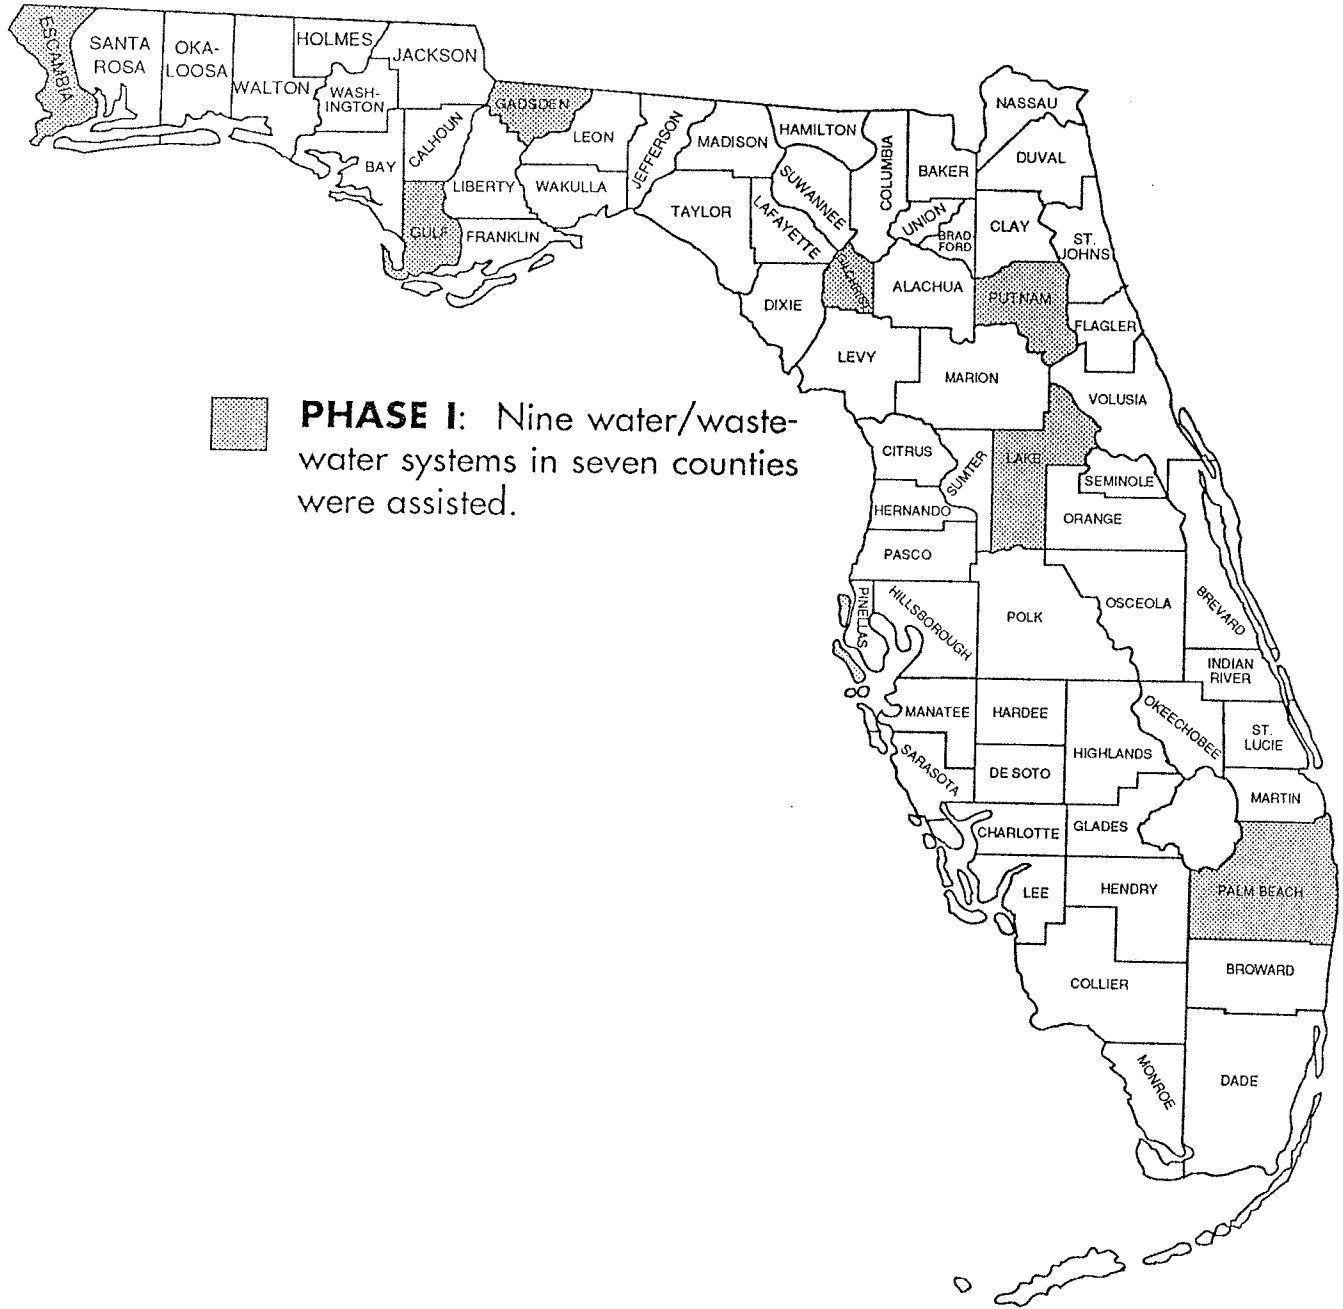 ESCAMBIA
SANTA
ROSA
OKA-
LOOSA
WALTON
HOLMES
WASH-
INGTON
JACKSON
BAY
CALHOUN
GULF
GADSDEN
LIBERTY
FRANKLIN
LEON
WAKULLA
JEFFERSON
MADISON
TAYLOR
HAMILTON
SUWANNEE
LAFAYETTE
DIXIE
COLUMBIA
GILCHRIST
BAKER
UNION
BRAD
FORD
ALACHUA
NASSAU
DUVAL
CLAY
ST.
JOHNS
PUTNAM
FLAGLER
LEVY
MARION
VOLUSIA
PHASE I: Nine water/waste-
water systems in seven counties
were assisted.
CITRUS
SUMTER
LAKE
SEMINOLE
HERNANDO
ORANGE
PASCO
PINELLAS
HILLSBOROUGH
POLK
OSCEOLA
BREVARD
INDIAN
RIVER
MANATEE
HARDEE
OKEECHOBEE
ST.
LUCIE
SARASOTA
DE SOTO
HIGHLANDS
MARTIN
CHARLOTTE
GLADES
LEE
HENDRY
PALM BEACH
COLLIER
BROWARD
MONROE
DADE